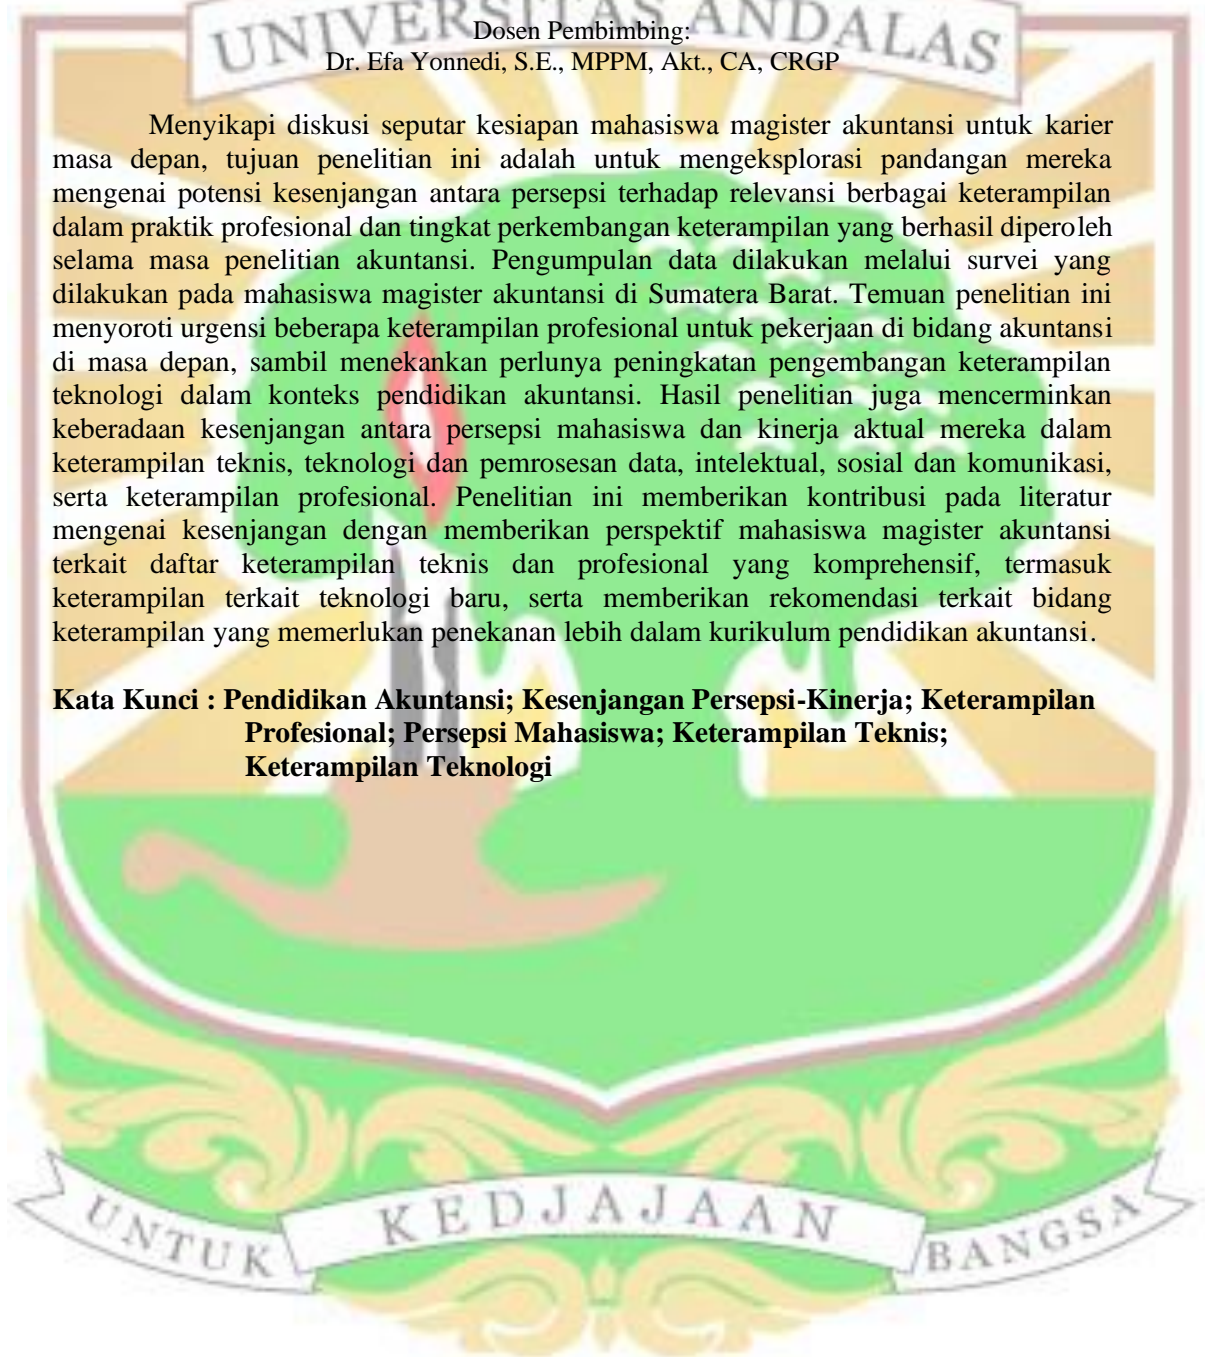 UNIVERSITAS ANDALAS
Dosen Pembimbing:
Dr. Efa Yonnedi, S.E., MPPM, Akt., CA, CRGP
Menyikapi diskusi seputar kesiapan mahasiswa magister akuntansi untuk karier
masa depan, tujuan penelitian ini adalah untuk mengeksplorasi pandangan mereka
mengenai potensi kesenjangan antara persepsi terhadap relevansi berbagai keterampilan
dalam praktik profesional dan tingkat perkembangan keterampilan yang berhasil diperoleh
selama masa penelitian akuntansi. Pengumpulan data dilakukan melalui survei yang
dilakukan pada mahasiswa magister akuntansi di Sumatera Barat. Temuan penelitian ini
menyoroti urgensi beberapa keterampilan profesional untuk pekerjaan di bidang akuntansi
di masa depan, sambil menekankan perlunya peningkatan pengembangan keterampilan
teknologi dalam konteks pendidikan akuntansi. Hasil penelitian juga mencerminkan
keberadaan kesenjangan antara persepsi mahasiswa dan kinerja aktual mereka dalam
keterampilan teknis, teknologi dan pemrosesan data, intelektual, sosial dan komunikasi,
serta keterampilan profesional. Penelitian ini memberikan kontribusi pada literatur
mengenai kesenjangan dengan memberikan perspektif mahasiswa magister akuntansi
terkait daftar keterampilan teknis dan profesional yang komprehensif, termasuk
keterampilan terkait teknologi baru, serta memberikan rekomendasi terkait bidang
keterampilan yang memerlukan penekanan lebih dalam kurikulum pendidikan akuntansi.
Kata Kunci : Pendidikan Akuntansi; Kesenjangan Persepsi-Kinerja; Keterampilan
Profesional; Persepsi Mahasiswa; Keterampilan Teknis;
Keterampilan Teknologi
UNTUK KEDJAJAAN BANGSA